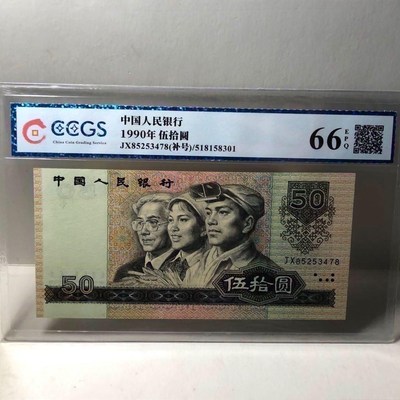 CCGS
China Coin Grading Service
中国人民银行
1990年 伍拾圆
JX85253478(补号)/518158301
66 EPQ
中国人民银行
50
JX85253478
50
伍拾圆